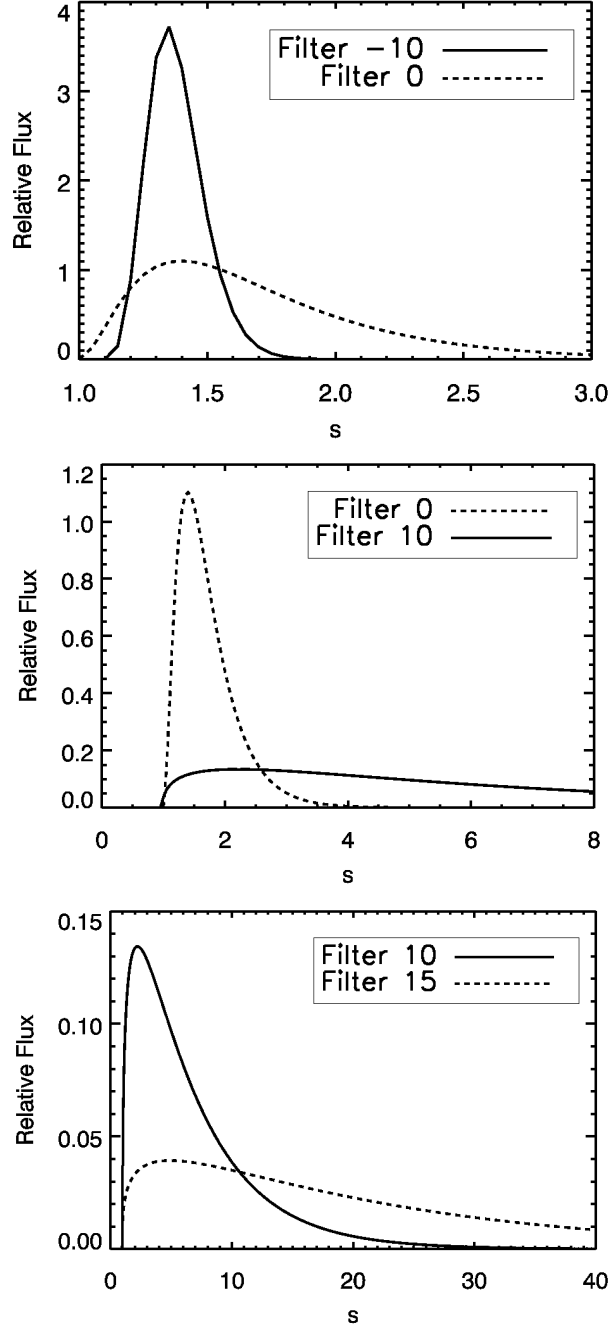 4
3
2
1
0
Relative Flux
Filter −10
Filter 0
1.0 1.5 2.0 2.5 3.0
s
1.2
1.0
0.8
0.6
0.4
0.2
0.0
Relative Flux
Filter 0
Filter 10
0 2 4 6 8
s
0.15
0.10
0.05
0.00
Relative Flux
Filter 10
Filter 15
0 10 20 30 40
s